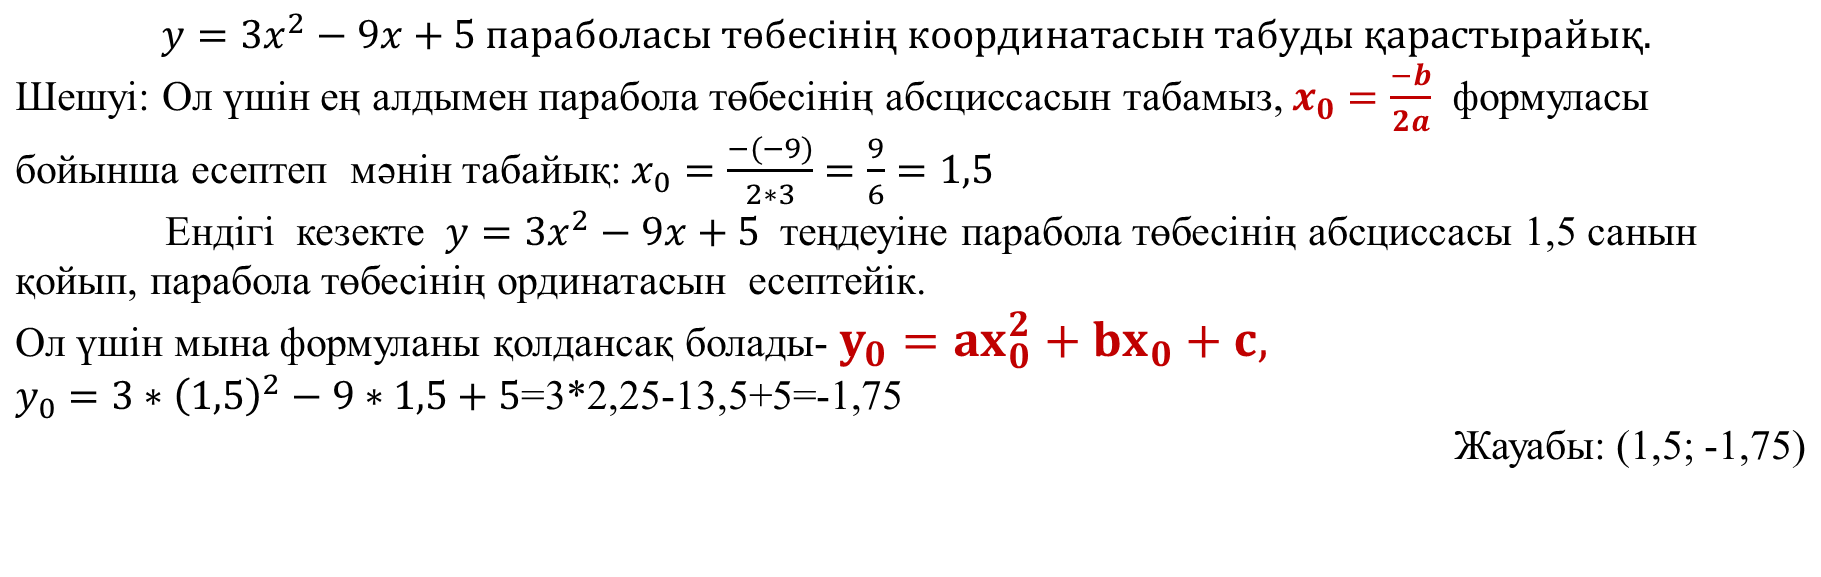 y = 3x² − 9x + 5 параболасы төбесінің координатасын табуды қарастырайық.
Шешуі: Ол үшін ең алдымен парабола төбесінің абсциссасын табамыз, x₀ = −b/2a формуласы
бойынша есептеп мәнін табайық: x₀ = −(−9)/2∗3 = 9/6 = 1,5
Ендігі кезекте y = 3x² − 9x + 5 теңдеуіне парабола төбесінің абсциссасы 1,5 санын
қойып, парабола төбесінің ординатасын есептейік.
Ол үшін мына формуланы қолдансақ болады- y₀ = ax₀² + bx₀ + c,
y₀ = 3 ∗ (1,5)² − 9 ∗ 1,5 + 5=3*2,25-13,5+5=-1,75
Жауабы: (1,5; -1,75)